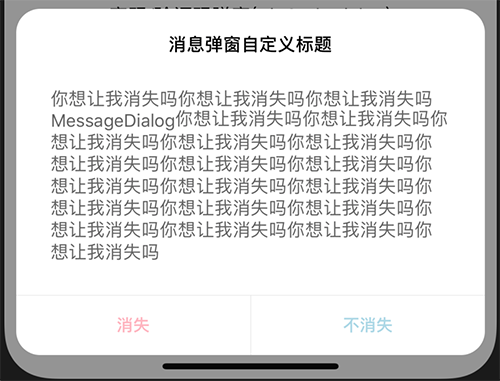 消息弹窗自定义标题
你想让我消失吗你想让我消失吗你想让我消失吗
MessageDialog你想让我消失吗你想让我消失吗你
想让我消失吗你想让我消失吗你想让我消失吗你
想让我消失吗你想让我消失吗你想让我消失吗你
想让我消失吗你想让我消失吗你想让我消失吗你
想让我消失吗你想让我消失吗你想让我消失吗你
想让我消失吗你想让我消失吗你想让我消失吗你
想让我消失吗
消失
不消失